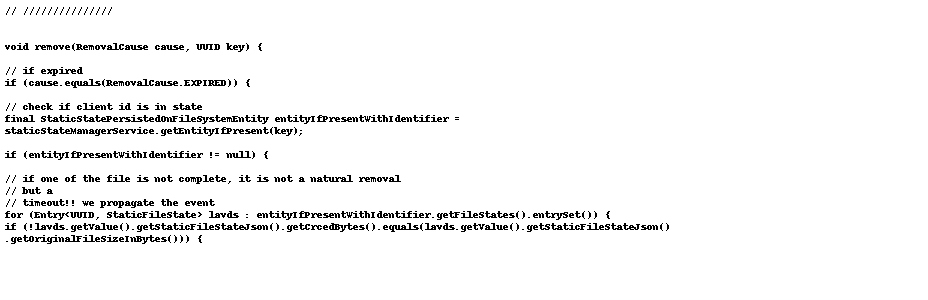 // ///////////////
void remove(RemovalCause cause, UUID key) {
// if expired
if (cause.equals(RemovalCause.EXPIRED)) {
// check if client id is in state
final StaticStatePersistedOnFileSystemEntity entityIfPresentWithIdentifier =
staticStateManagerService.getEntityIfPresent(key);
if (entityIfPresentWithIdentifier != null) {
// if one of the file is not complete, it is not a natural removal
// but a
// timeout!! we propagate the event
for (Entry<UUID, StaticFileState> lavds : entityIfPresentWithIdentifier.getFileStates().entrySet()) {
if (!lavds.getValue().getStaticFileStateJson().getCrcedBytes().equals(lavds.getValue().getStaticFileStateJson()
.getOriginalFileSizeInBytes())) {